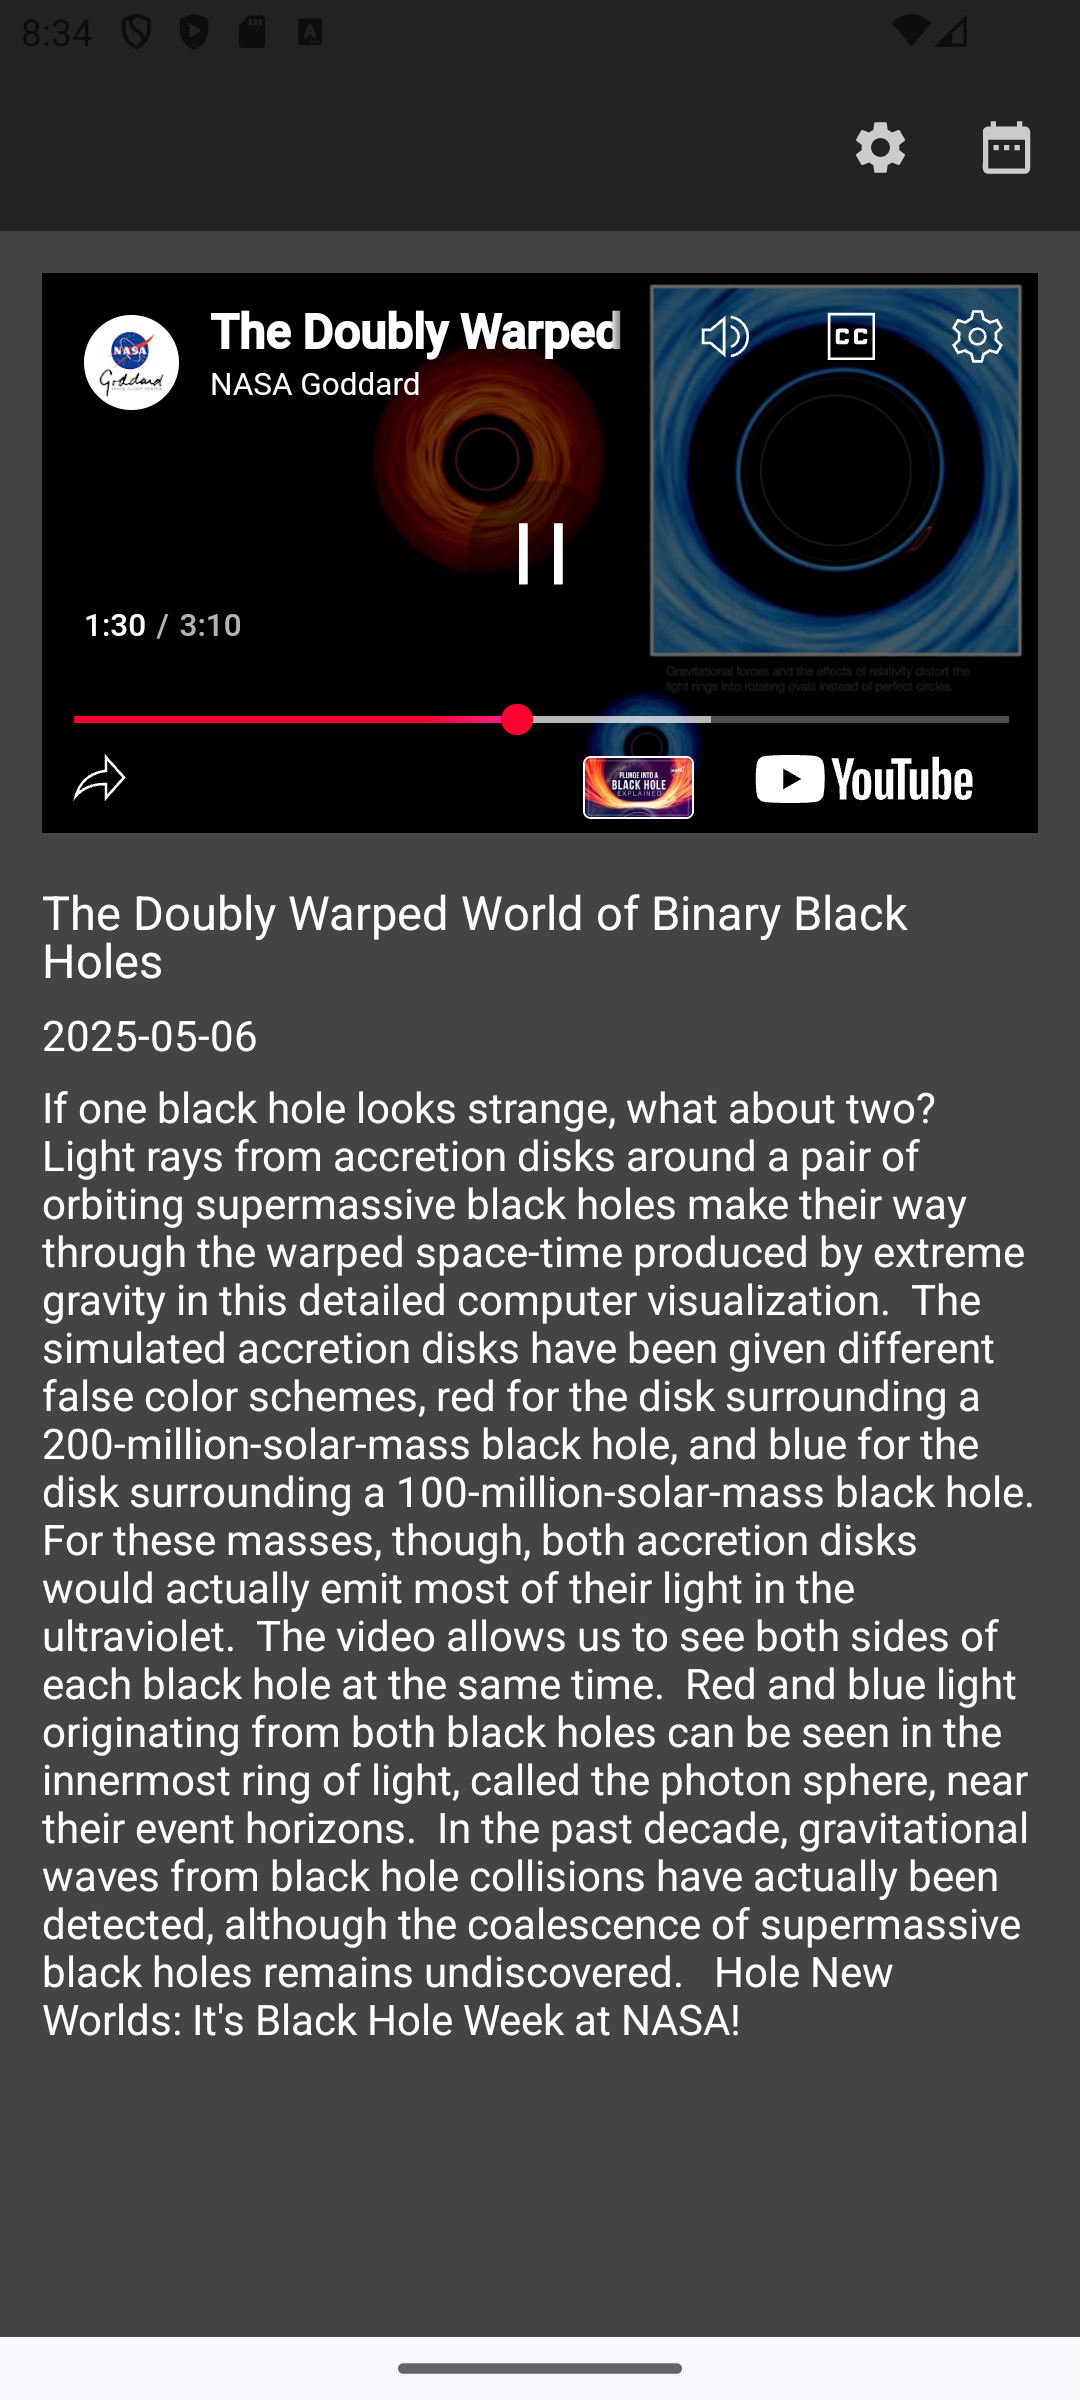 8:34
The Doubly Warped
NASA Goddard
CC
1:30 / 3:10
Gravitational forces and the effects of relativity distort the
light rings into rotating ovals instead of perfect circles.
PLUNGE INTO A
BLACK HOLE
EXPLAINED
YouTube
The Doubly Warped World of Binary Black
Holes
2025-05-06
If one black hole looks strange, what about two?
Light rays from accretion disks around a pair of
orbiting supermassive black holes make their way
through the warped space-time produced by extreme
gravity in this detailed computer visualization.  The
simulated accretion disks have been given different
false color schemes, red for the disk surrounding a
200-million-solar-mass black hole, and blue for the
disk surrounding a 100-million-solar-mass black hole.
For these masses, though, both accretion disks
would actually emit most of their light in the
ultraviolet.  The video allows us to see both sides of
each black hole at the same time.  Red and blue light
originating from both black holes can be seen in the
innermost ring of light, called the photon sphere, near
their event horizons.  In the past decade, gravitational
waves from black hole collisions have actually been
detected, although the coalescence of supermassive
black holes remains undiscovered.   Hole New
Worlds: It's Black Hole Week at NASA!